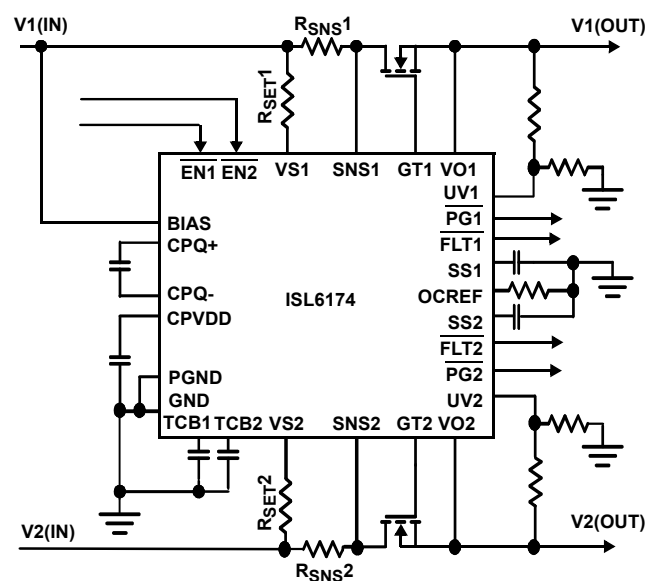 V1(IN) RSNS1 V1(OUT)
RSET1
EN1 EN2 VS1 SNS1 GT1 VO1
UV1
BIAS
PG1
CPQ+
FLT1
SS1
CPQ-
ISL6174
OCREF
CPVDD
SS2
FLT2
PGND
PG2
GND
UV2
TCB1 TCB2 VS2 SNS2 GT2 VO2
RSET2
V2(IN)
V2(OUT)
RSNS2